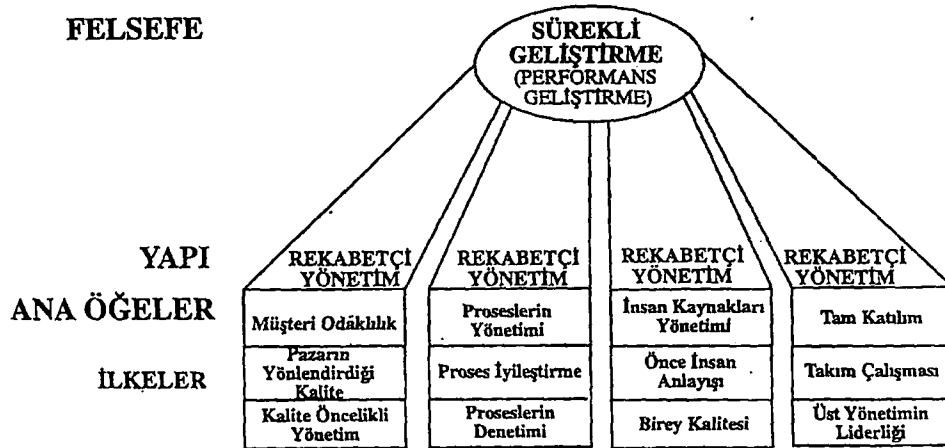 FELSEFE
SÜREKLİ
GELİŞTİRME
(PERFORMANS
GELİŞTİRME)
YAPI
REKABETÇİ
YÖNETİM
REKABETÇİ
YÖNETİM
REKABETÇİ
YÖNETİM
REKABETÇİ
YÖNETİM
ANA ÖĞELER
Müşteri Odaklılık
Proseslerin
Yönetimi
İnsan Kaynakları
Yönetimi
Tam Katılım
İLKELER
Pazarın
Yönlendirdiği
Kalite
Proses İyileştirme
Önce İnsan
Anlayışı
Takım Çalışması
Kalite Öncelikli
Yönetim
Proseslerin
Denetimi
Birey Kalitesi
Üst Yönetimin
Liderliği